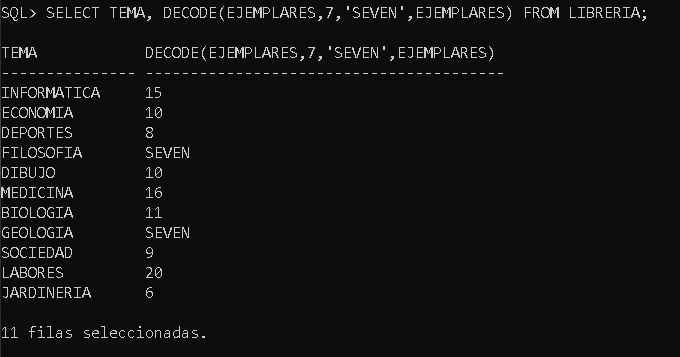 SQL> SELECT TEMA, DECODE(EJEMPLARES,7,'SEVEN',EJEMPLARES) FROM LIBRERIA;
TEMA DECODE(EJEMPLARES,7,'SEVEN',EJEMPLARES)
--------------- ----------------------------------------
INFORMATICA 15
ECONOMIA 10
DEPORTES 8
FILOSOFIA SEVEN
DIBUJO 10
MEDICINA 16
BIOLOGIA 11
GEOLOGIA SEVEN
SOCIEDAD 9
LABORES 20
JARDINERIA 6
11 filas seleccionadas.